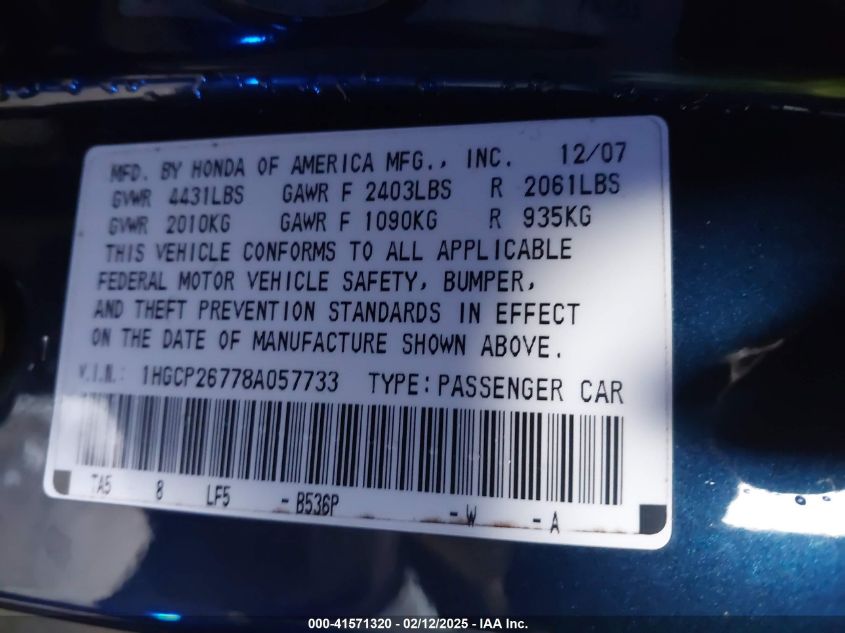 MFD. BY HONDA OF AMERICA MFG., INC. 12/07
GVWR 4431LBS GAWR F 2403LBS R 2061LBS
GVWR 2010KG GAWR F 1090KG R 935KG
THIS VEHICLE CONFORMS TO ALL APPLICABLE
FEDERAL MOTOR VEHICLE SAFETY, BUMPER,
AND THEFT PREVENTION STANDARDS IN EFFECT
ON THE DATE OF MANUFACTURE SHOWN ABOVE.
V.I.N.: 1HGCP26778A057733 TYPE: PASSENGER CAR
TA5 8 LF5 - B536P - W - A
000-41571320 - 02/12/2025 - IAA Inc.